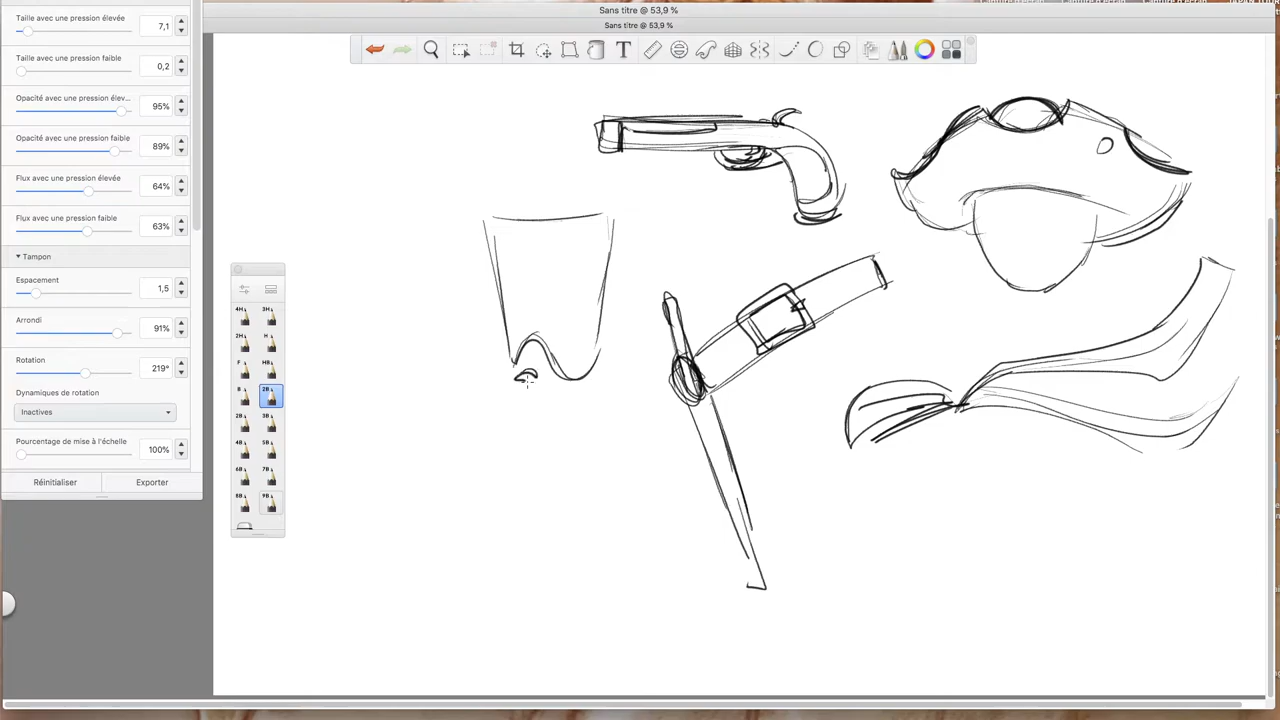 Sans titre @ 53,9 %
Sans titre @ 53,9 %
Taille avec une pression élevée 7,1
Taille avec une pression faible 0,2
Opacité avec une pression élev... 95%
Opacité avec une pression faible 89%
Flux avec une pression élevée 64%
Flux avec une pression faible 63%
Tampon
Espacement 1,5
Arrondi 91%
Rotation 219°
Dynamiques de rotation
Inactives
Pourcentage de mise à l'échelle 100%
Réinitialiser Exporter
T
4H 3H
2H H
F HB
B 2B
2B 3B
4B 5B
6B 7B
8B 9B